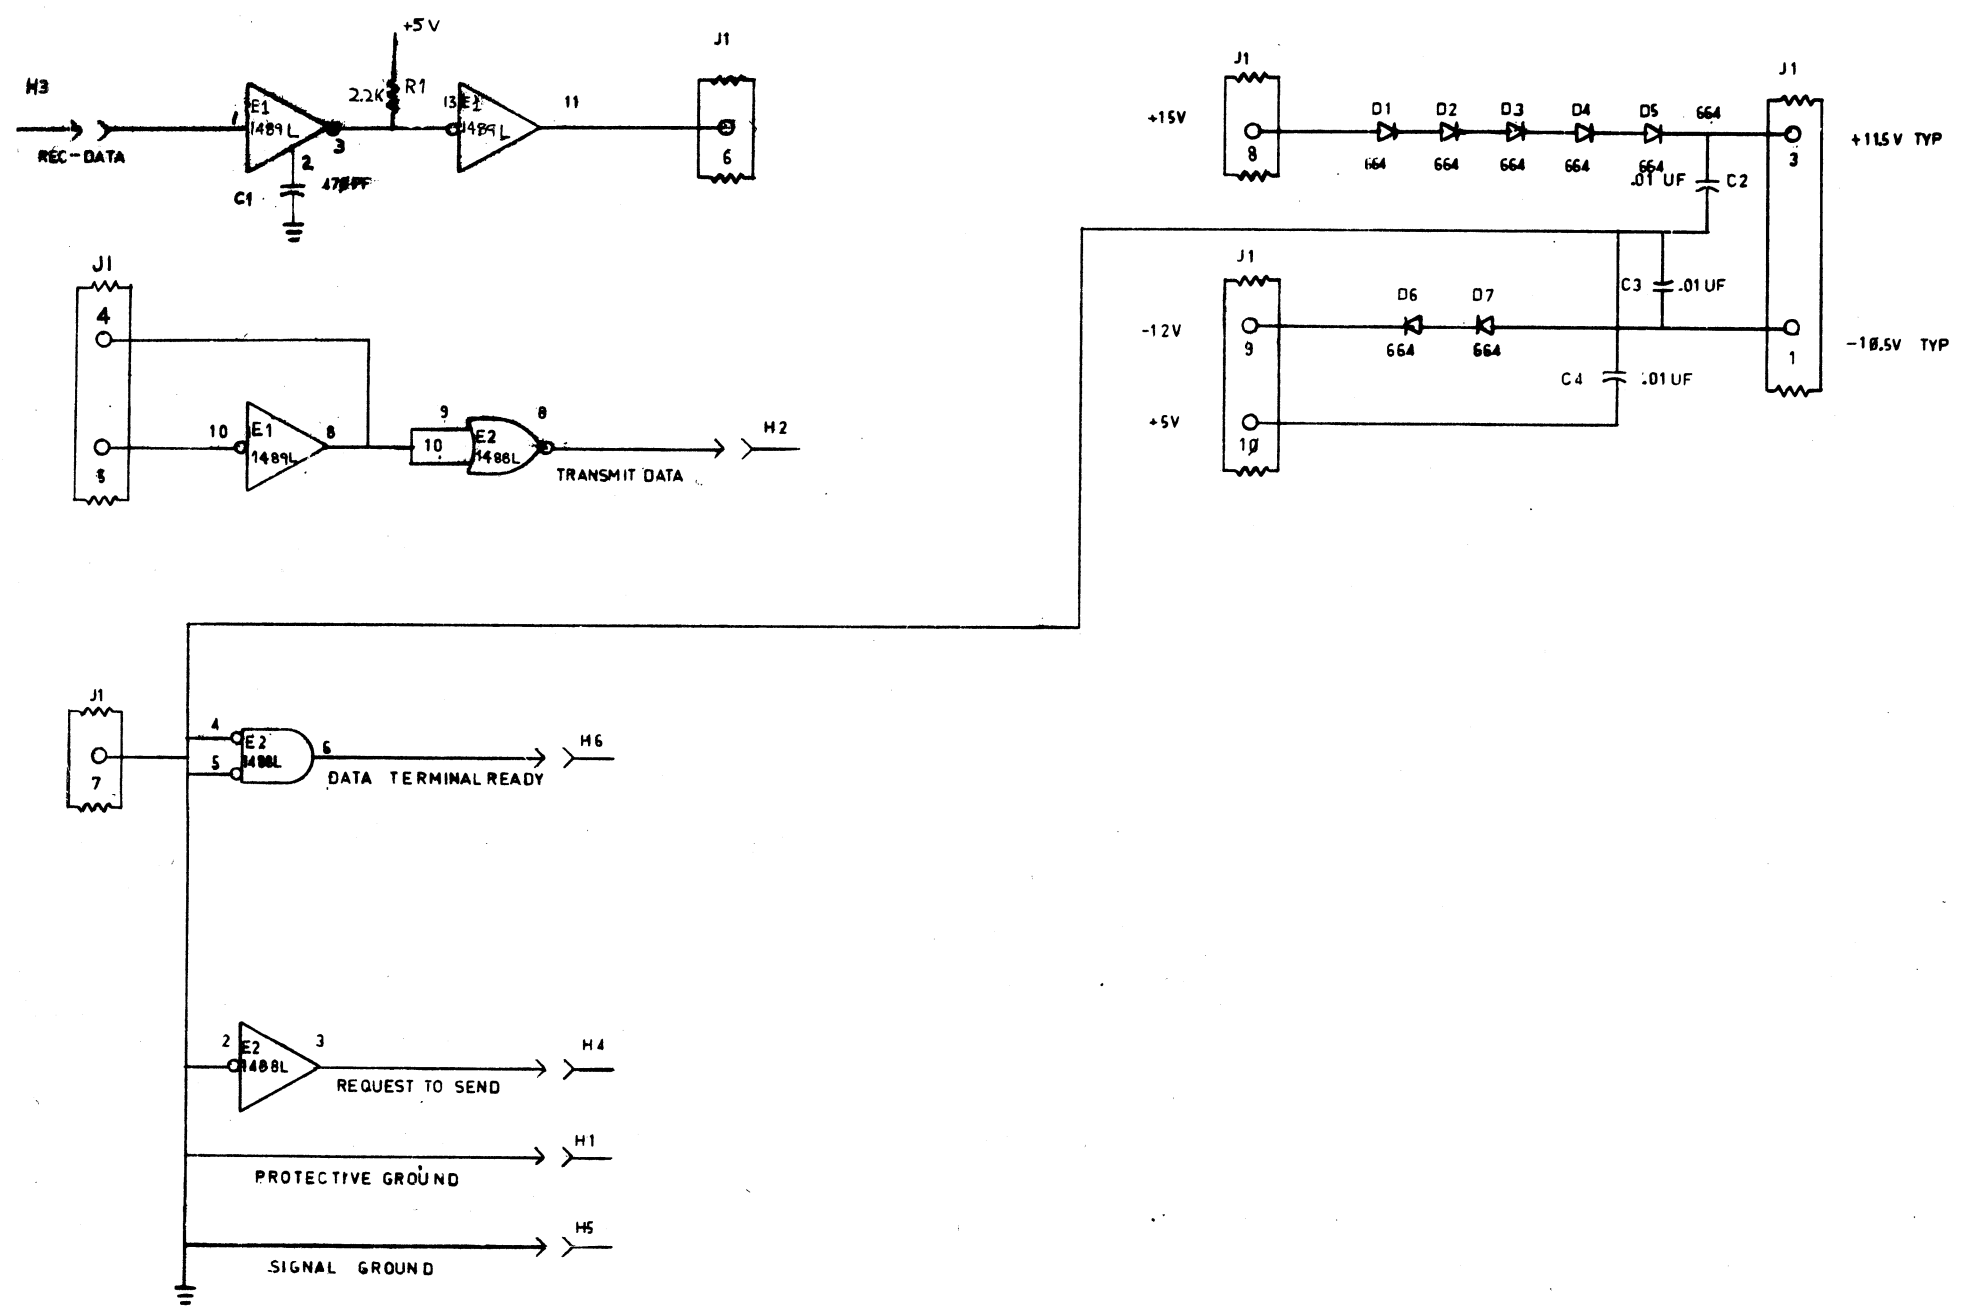 +5V
H3
REC-DATA
1
E1
1489L
2
3
C1
470PF
2.2K
R1
13
E1
1489L
11
J1
6
J1
4
5
10
E1
1489L
8
9
10
E2
1488L
8
TRANSMIT DATA
H2
J1
+15V
8
D1
D2
D3
D4
D5
664
664
664
664
664
664
.01 UF
C2
J1
3
+11.5V TYP
J1
-12V
9
D6
D7
664
664
C3
.01UF
1
-10.5V TYP
C4
.01UF
+5V
10
J1
7
4
5
E2
1488L
6
DATA TERMINAL READY
H6
2
E2
1488L
3
REQUEST TO SEND
H4
H1
PROTECTIVE GROUND
H5
SIGNAL GROUND